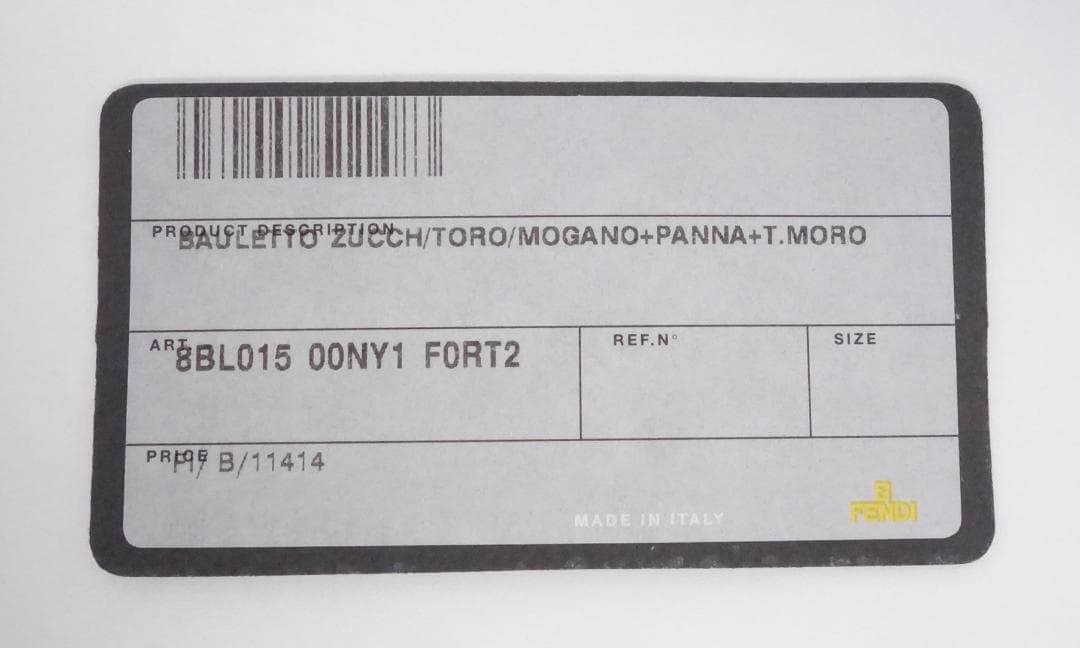 PRODUCT DESCRIPTION
BAULETTO ZUCCH/TORO/MOGANO+PANNA+T.MORO
ART.
8BL015 00NY1 F0RT2
REF.N°
SIZE
PRICE
B/11414
MADE IN ITALY
FENDI